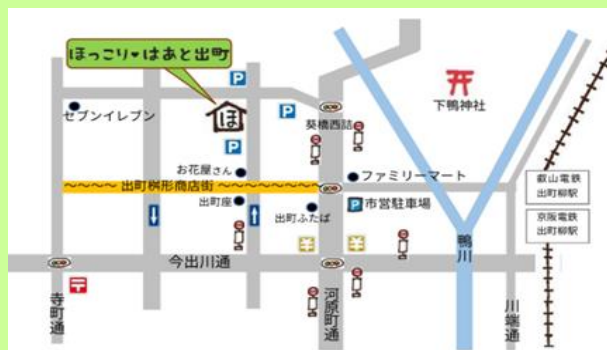 ほっこり♥はあと出町
P
下鴨神社
セブンイレブン
ほ
P
葵橋西詰
P
お花屋さん
ファミリーマート
叡山電鉄
出町柳駅
~~~~ 出町桝形商店街 ~~~~~~~~
出町座
出町ふたば
P 市営駐車場
京阪電鉄
出町柳駅
¥
¥
鴨川
今出川通
〒
寺町通
河原町通
川端通